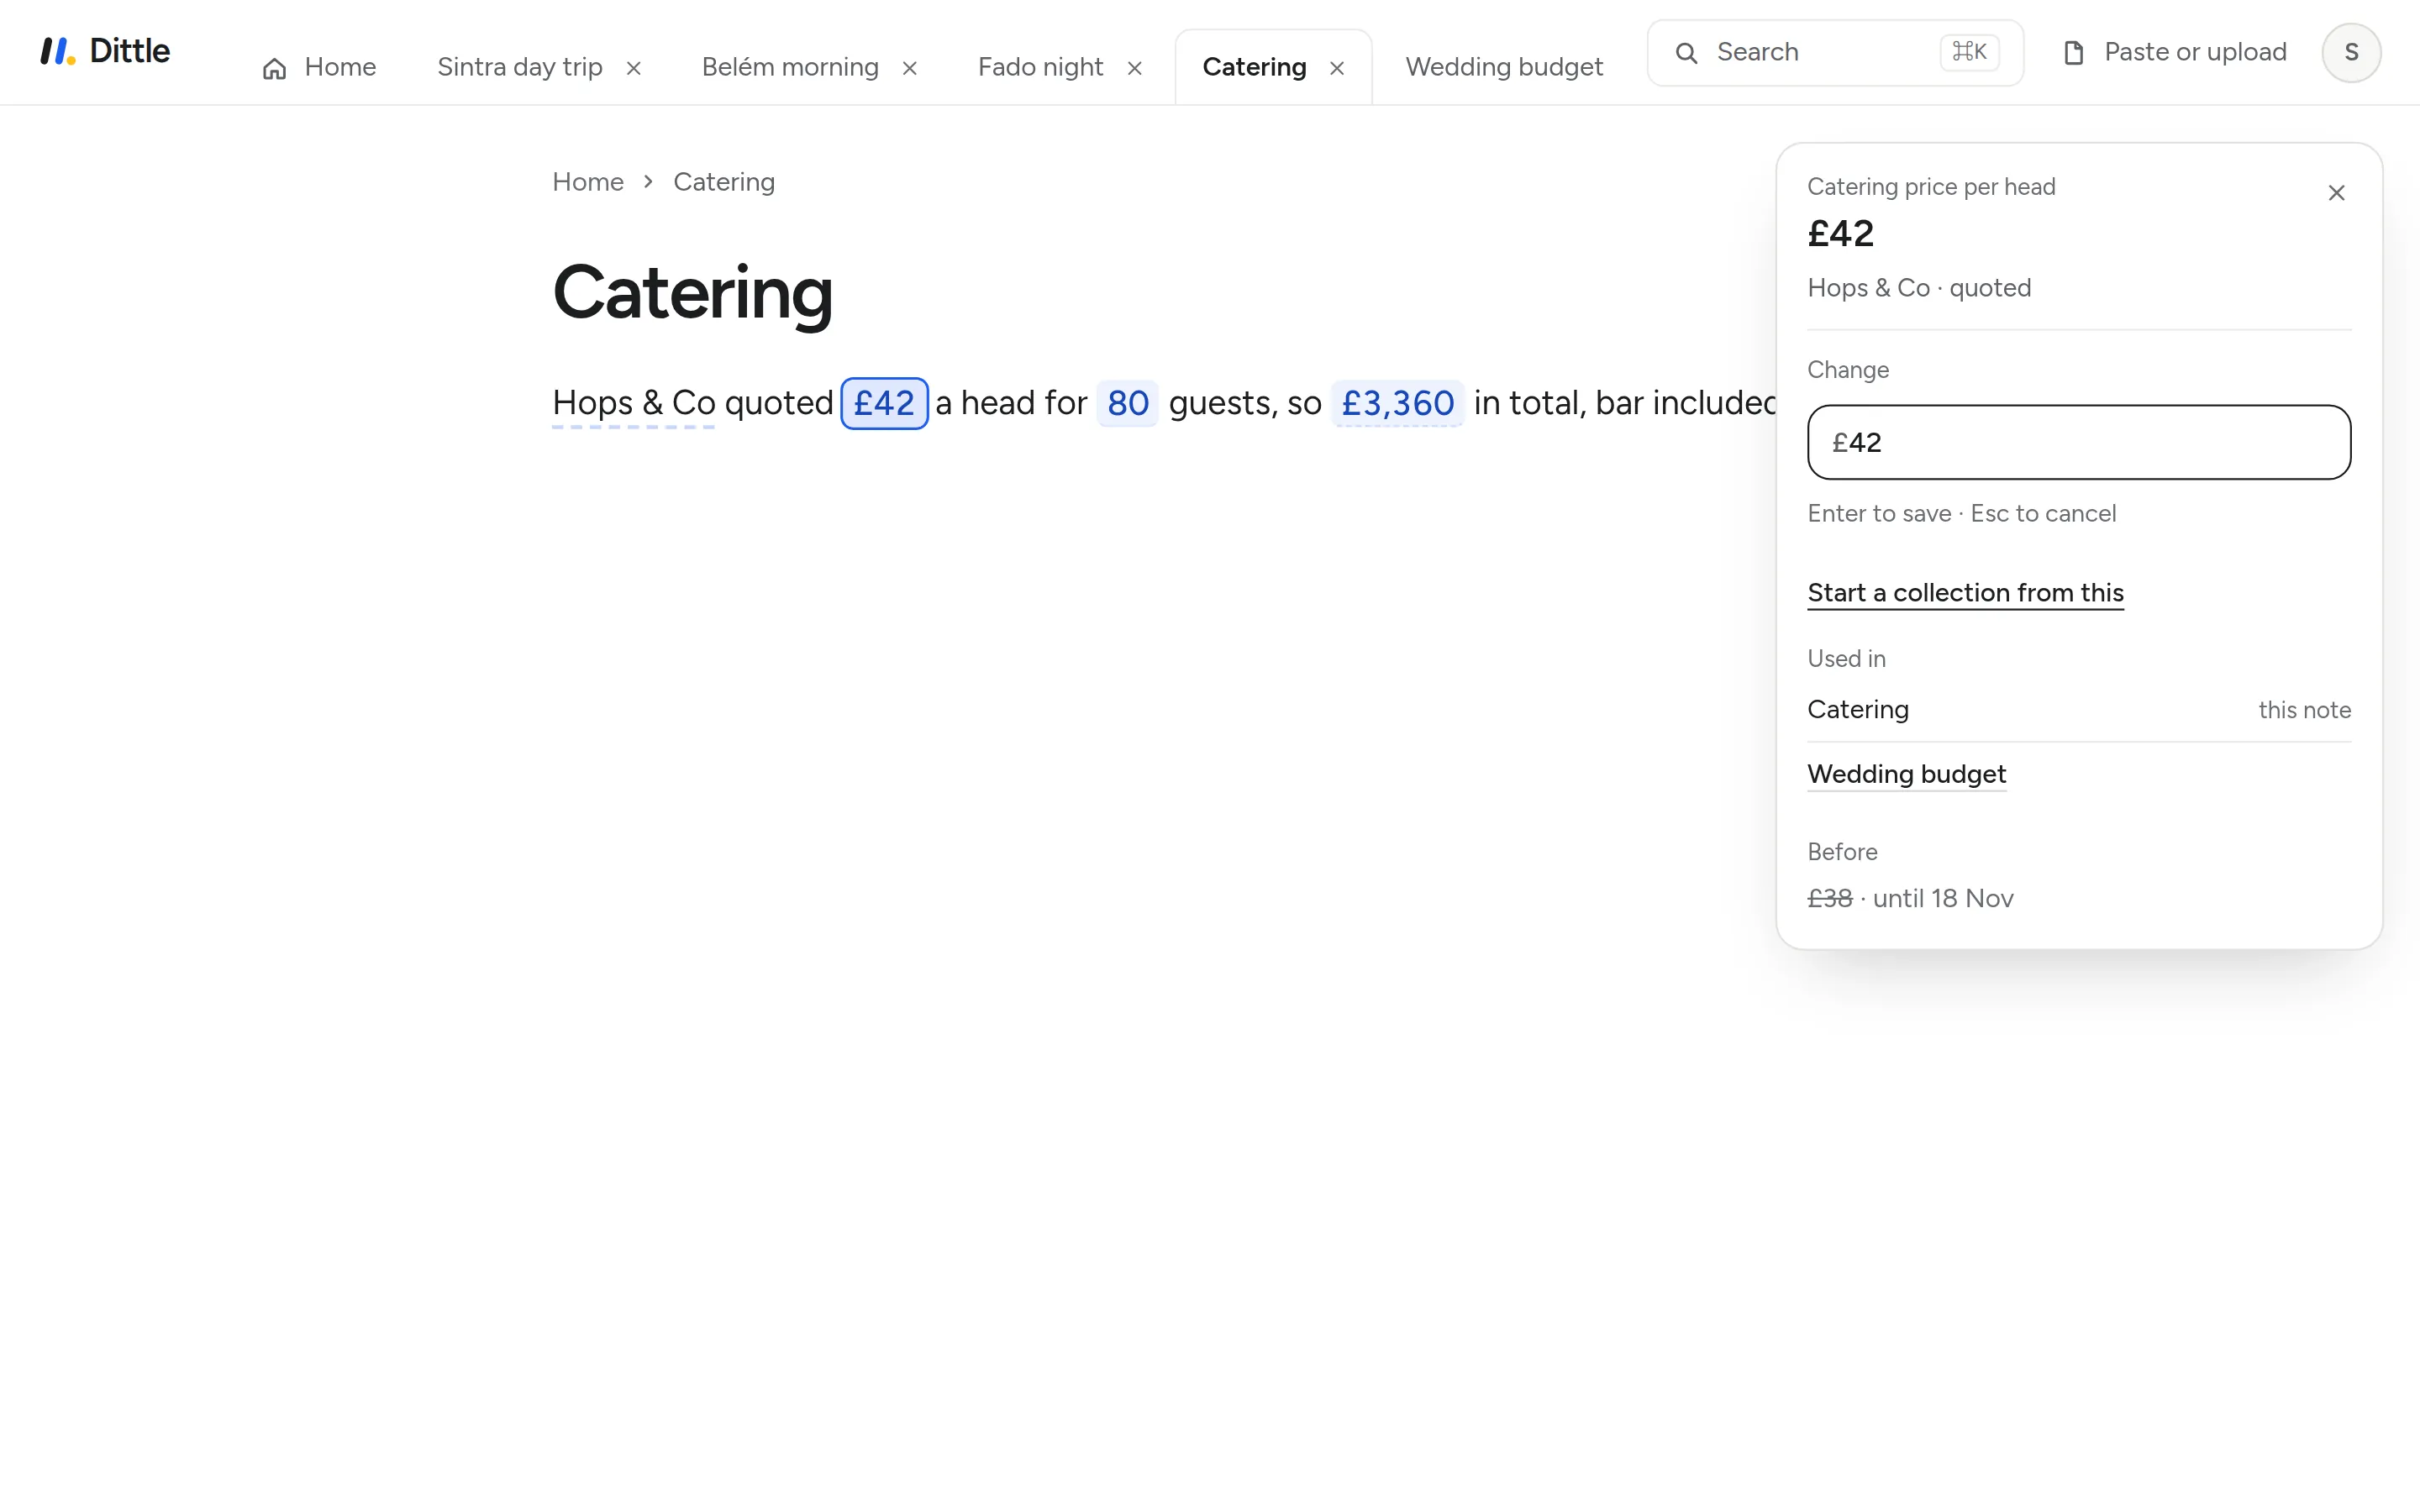 Dittle
Home
Sintra day trip
Belém morning
Fado night
Catering
Wedding budget
Search ⌘K
Paste or upload
S
Home > Catering
Catering
Hops & Co quoted £42 a head for 80 guests, so £3,360 in total, bar included
Catering price per head
£42
Hops & Co · quoted
Change
£42
Enter to save · Esc to cancel
Start a collection from this
Used in
Catering this note
Wedding budget
Before
£38 · until 18 Nov